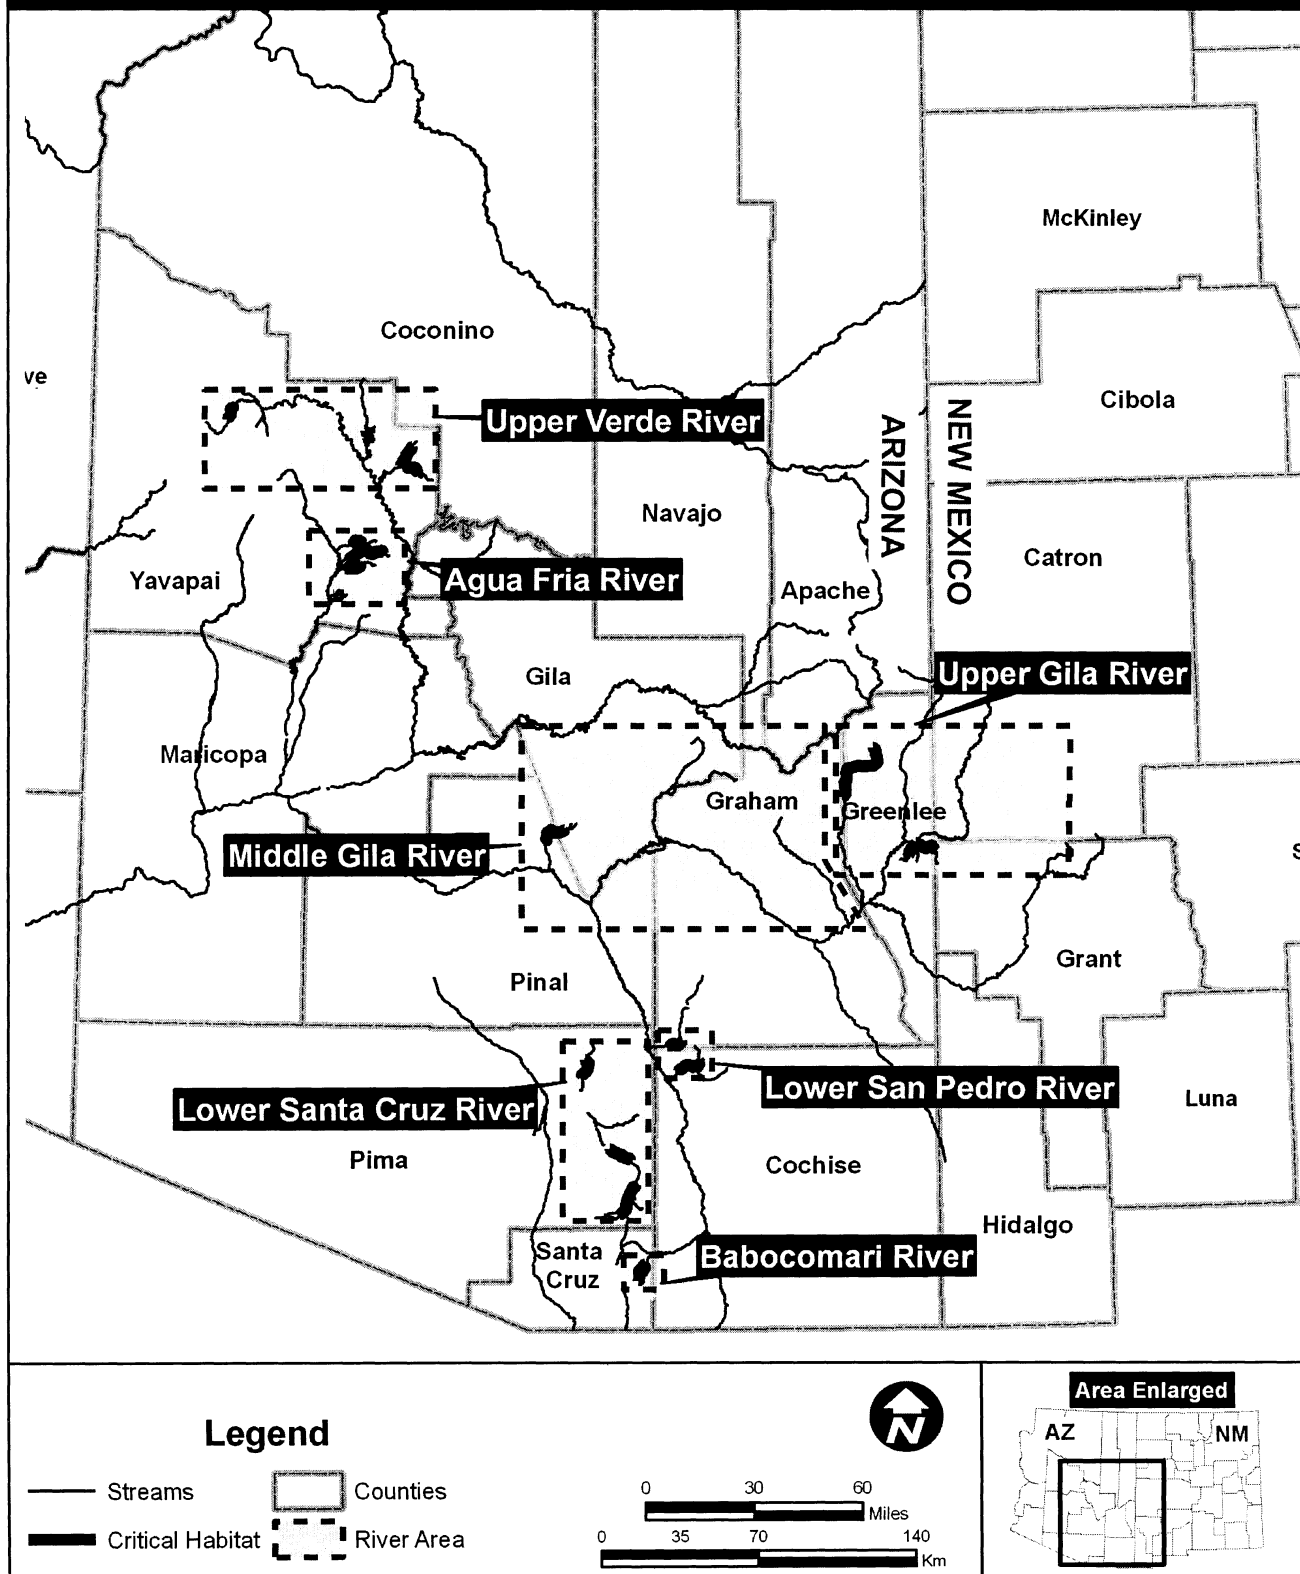 McKinley
Coconino
ve
Cibola
Upper Verde River
ARIZONA
NEW MEXICO
Navajo
Catron
Agua Fria River
Yavapai
Apache
Gila
Upper Gila River
Maricopa
Graham
Greenlee
Middle Gila River
S
Grant
Pinal
Lower San Pedro River
Luna
Lower Santa Cruz River
Pima
Cochise
Hidalgo
Santa
Cruz
Babocomari River
Area Enlarged
AZ
NM
N
Legend
Streams
Counties
Critical Habitat
River Area
0 30 60
Miles
0 35 70 140
Km